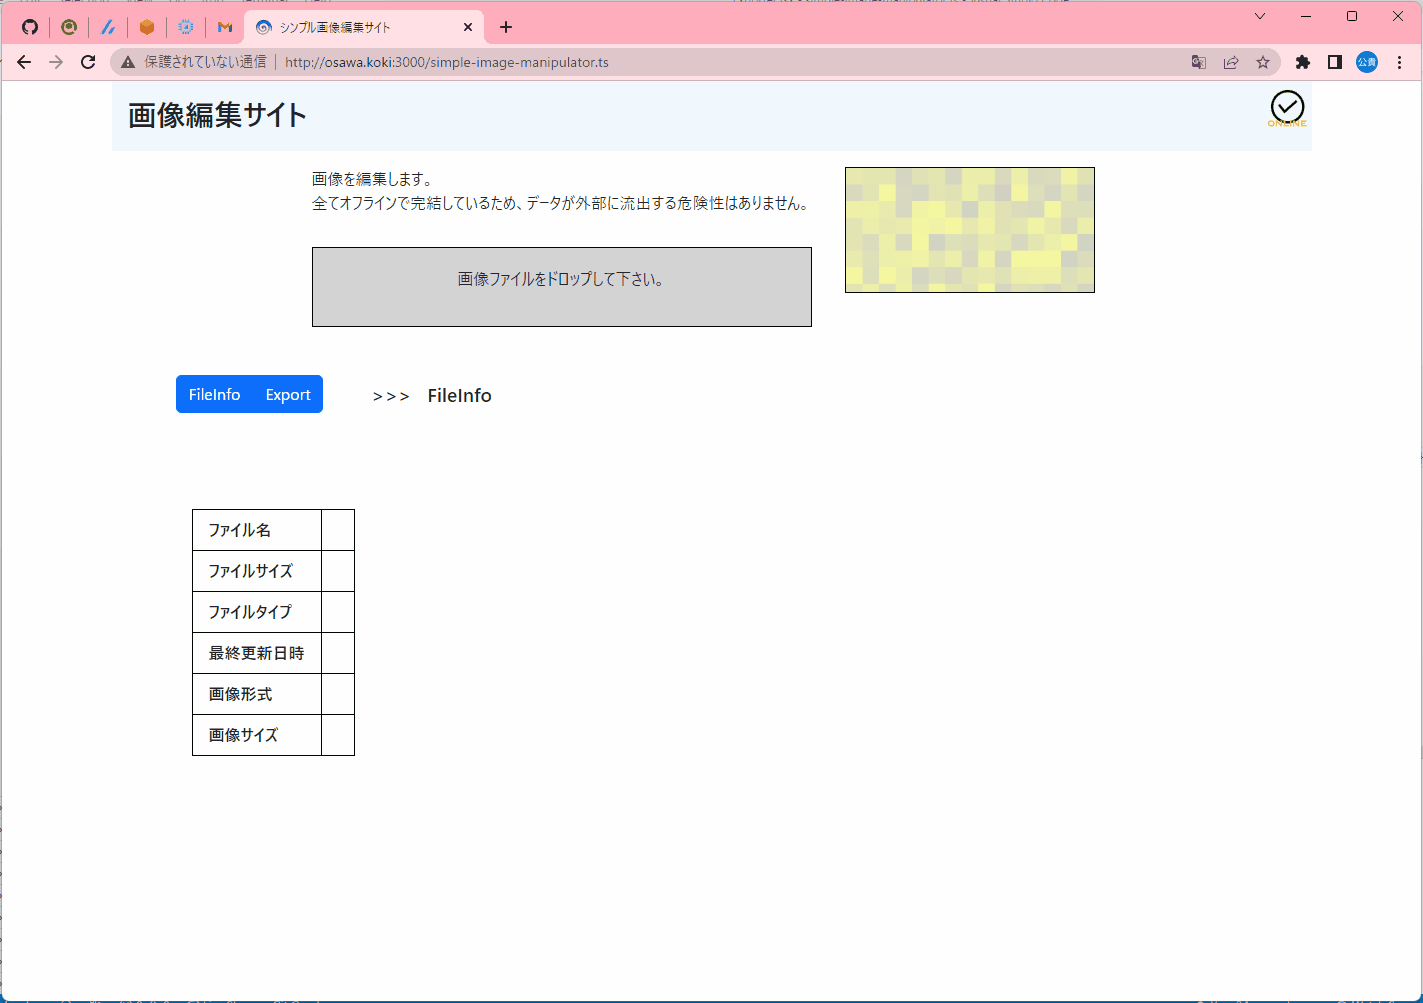 シンプル画像編集サイト
保護されていない通信
http://osawa.koki:3000/simple-image-manipulator.ts
公貴
画像編集サイト
ONLINE
画像を編集します。
全てオフラインで完結しているため、データが外部に流出する危険性はありません。
画像ファイルをドロップして下さい。
FileInfo Export >>> FileInfo
ファイル名
ファイルサイズ
ファイルタイプ
最終更新日時
画像形式
画像サイズ